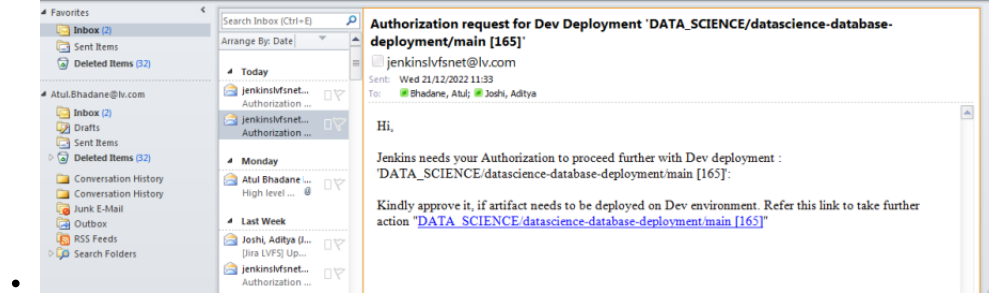 Favorites
Inbox (2)
Sent Items
Deleted Items (32)
Atul.Bhadane@lv.com
Inbox (2)
Drafts
Sent Items
Deleted Items (32)
Conversation History
Conversation History
Junk E-Mail
Outbox
RSS Feeds
Search Folders
Search Inbox (Ctrl+E)
Arrange By: Date
Today
jenkinslvfsnet...
Authorization ...
jenkinslvfsnet...
Authorization ...
Monday
Atul Bhadane ...
High level ...
Last Week
Joshi, Aditya (J...
[Jira LVFS] Up...
jenkinslvfsnet...
Authorization ...
Authorization request for Dev Deployment 'DATA_SCIENCE/datascience-database-
deployment/main [165]'
jenkinslvfsnet@lv.com
Sent: Wed 21/12/2022 11:33
To: Bhadane, Atul; Joshi, Aditya
Hi,
Jenkins needs your Authorization to proceed further with Dev deployment :
'DATA_SCIENCE/datascience-database-deployment/main [165]':
Kindly approve it, if artifact needs to be deployed on Dev environment. Refer this link to take further
action "DATA_SCIENCE/datascience-database-deployment/main [165]"